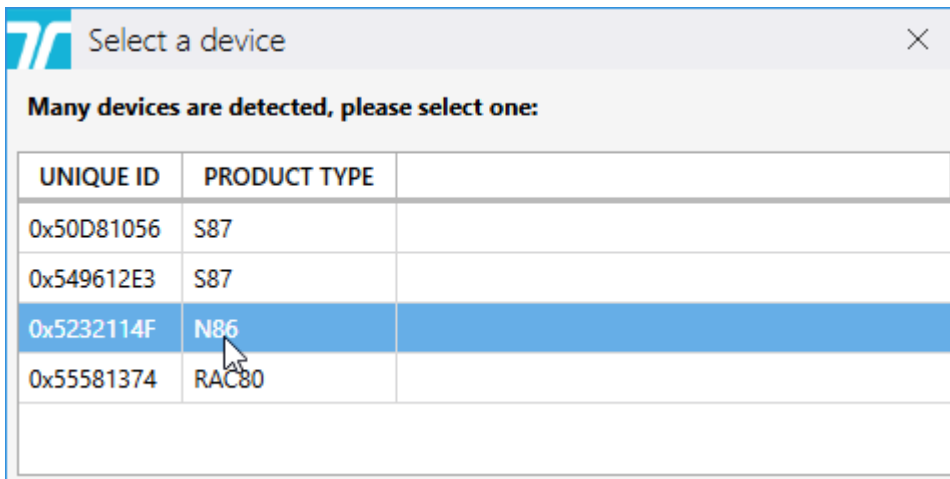 Select a device
Many devices are detected, please select one:
UNIQUE ID PRODUCT TYPE
0x50D81056 S87
0x549612E3 S87
0x5232114F N86
0x55581374 RAC80